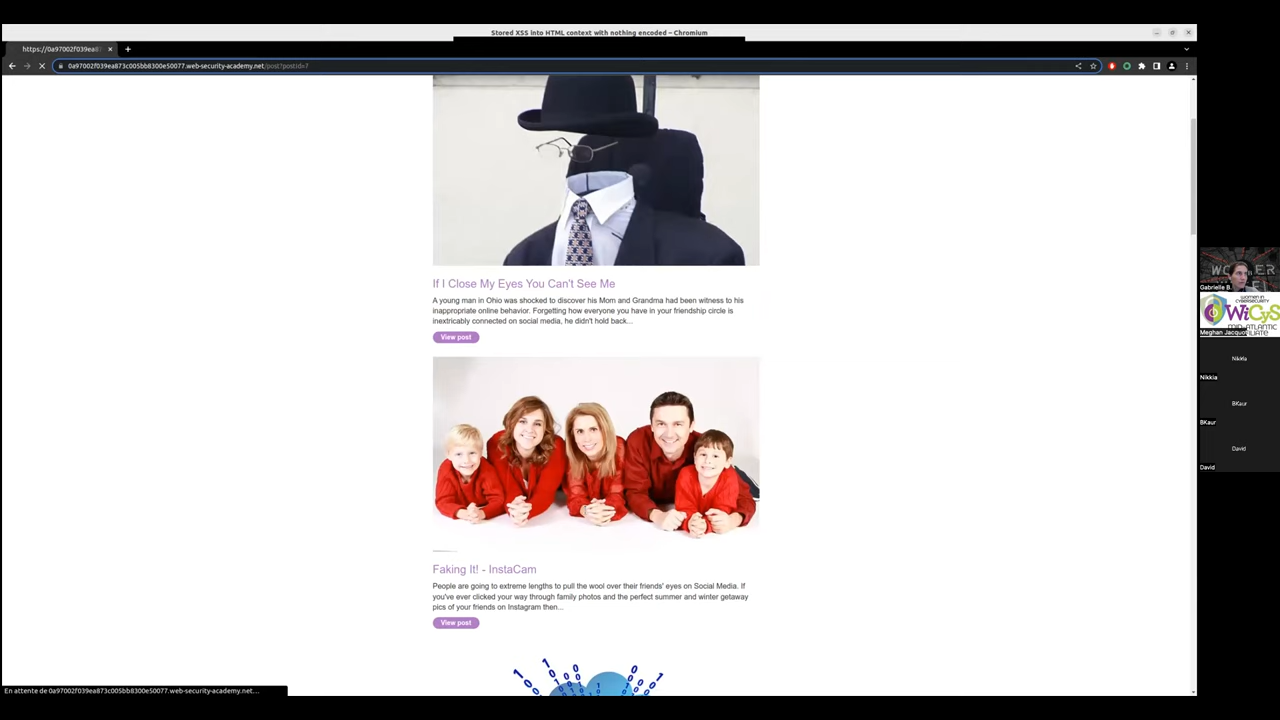 Stored XSS into HTML context with nothing encoded – Chromium
https://0a97002f039ea8
0a97002f039ea873c005bb8300e50077.web-security-academy.net/post?postId=7
If I Close My Eyes You Can't See Me
A young man in Ohio was shocked to discover his Mom and Grandma had been witness to his
inappropriate online behavior. Forgetting how everyone you have in your friendship circle is
inextricably connected on social media, he didn't hold back...
View post
Faking It! - InstaCam
People are going to extreme lengths to pull the wool over their friends' eyes on Social Media. If
you've ever clicked your way through family photos and the perfect summer and winter getaway
pics of your friends on Instagram then...
View post
En attente de 0a97002f039ea873c005bb8300e50077.web-security-academy.net...
Gabrielle B.
WOMEN IN
CYBERSECURITY
WiCyS
MID-ATLANTIC
Meghan Jacquot
Nikkia
Nikkia
BKaur
BKaur
David
David